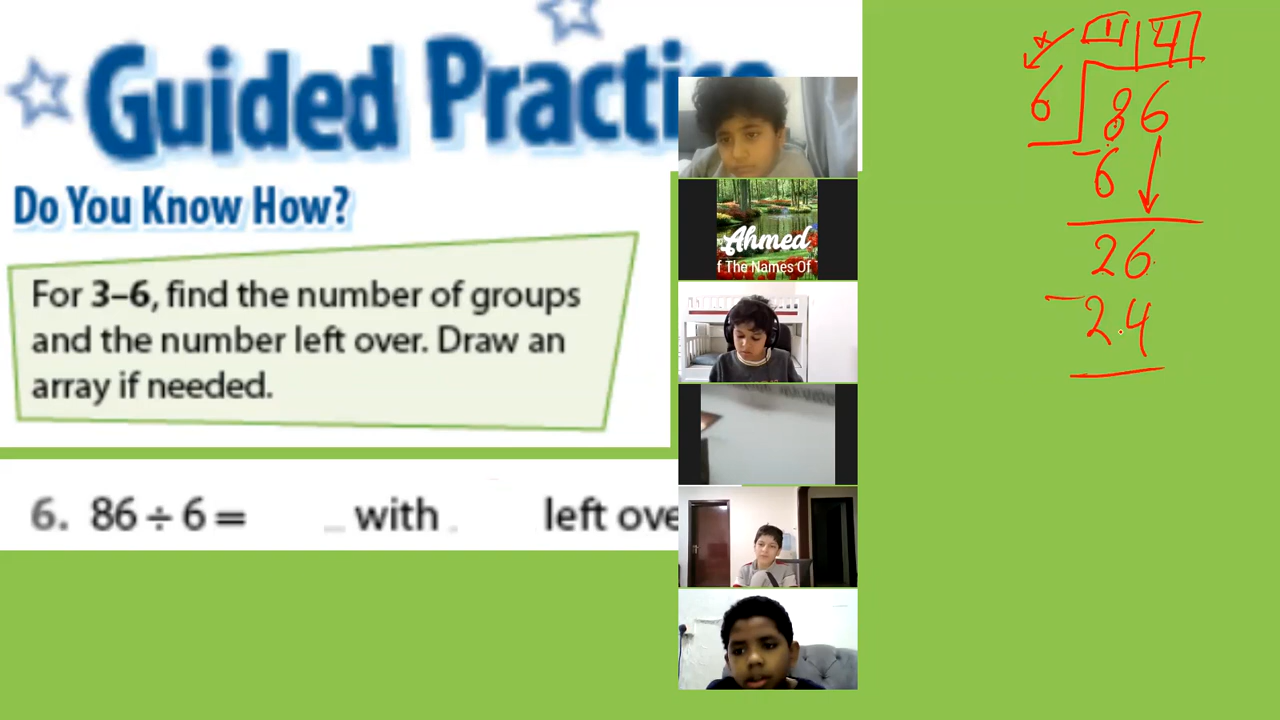 Guided Practice
Do You Know How?
For 3–6, find the number of groups
and the number left over. Draw an
array if needed.
6. 86 ÷ 6 = _ with left ove
Ahmed
f The Names Of
14
6 86
- 6
26
- 24